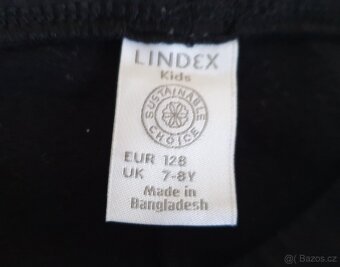 LINDEX
Kids
SUSTAINABLE
CHOICE
EUR 128
UK 7-8Y
Made in
Bangladesh
Bazos.cz